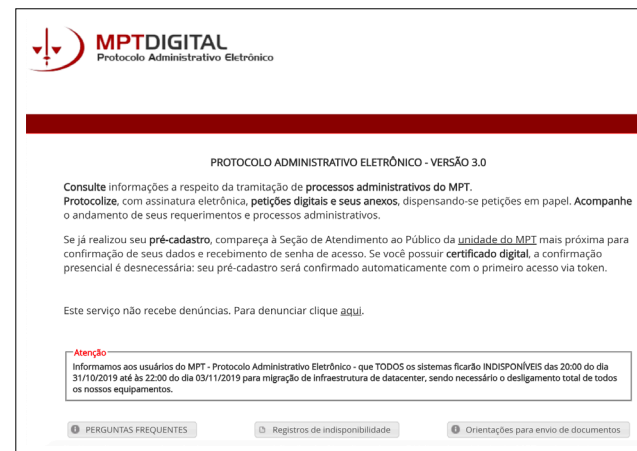 MPTDIGITAL
Protocolo Administrativo Eletrônico
PROTOCOLO ADMINISTRATIVO ELETRÔNICO - VERSÃO 3.0
Consulte informações a respeito da tramitação de processos administrativos do MPT.
Protocolize, com assinatura eletrônica, petições digitais e seus anexos, dispensando-se petições em papel. Acompanhe
o andamento de seus requerimentos e processos administrativos.
Se já realizou seu pré-cadastro, compareça à Seção de Atendimento ao Público da unidade do MPT mais próxima para
confirmação de seus dados e recebimento de senha de acesso. Se você possuir certificado digital, a confirmação
presencial é desnecessária: seu pré-cadastro será confirmado automaticamente com o primeiro acesso via token.
Este serviço não recebe denúncias. Para denunciar clique aqui.
Atenção
Informamos aos usuários do MPT - Protocolo Administrativo Eletrônico - que TODOS os sistemas ficarão INDISPONÍVEIS das 20:00 do dia
31/10/2019 até às 22:00 do dia 03/11/2019 para migração de infraestrutura de datacenter, sendo necessário o desligamento total de todos
os nossos equipamentos.
PERGUNTAS FREQUENTES
Registros de indisponibilidade
Orientações para envio de documentos